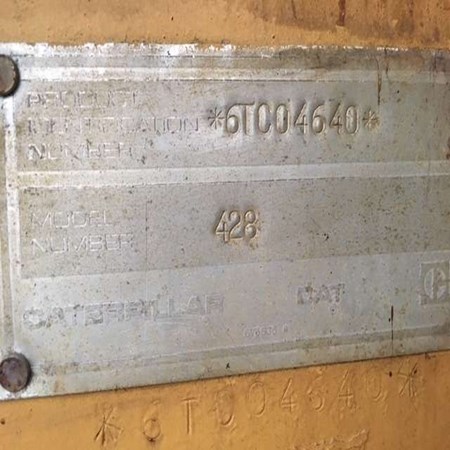 PRODUCT
IDENTIFICATION *6TC04640*
NUMBER
MODEL 428
NUMBER
CATERPILLAR CAT C
*6TC04640*